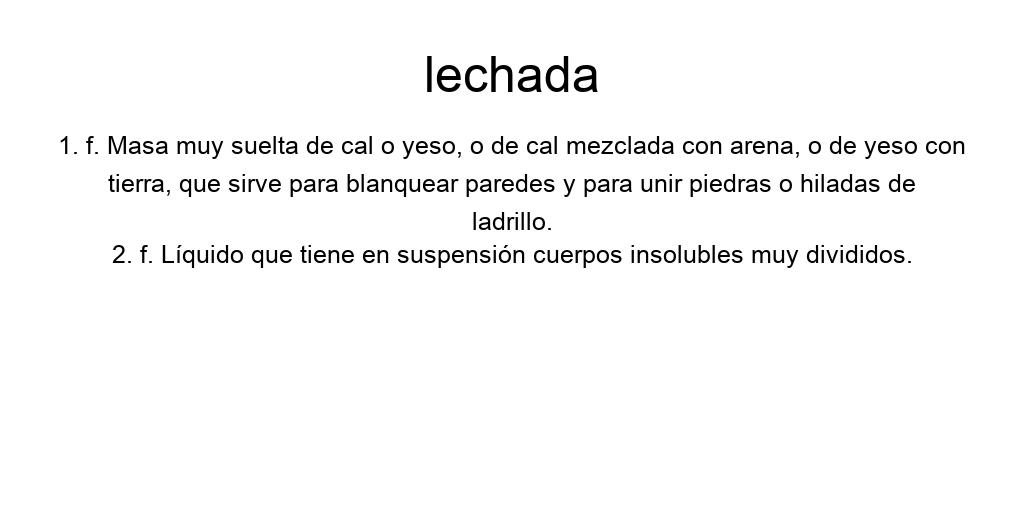 lechada
1. f. Masa muy suelta de cal o yeso, o de cal mezclada con arena, o de yeso con
tierra, que sirve para blanquear paredes y para unir piedras o hiladas de
ladrillo.
2. f. Líquido que tiene en suspensión cuerpos insolubles muy divididos.